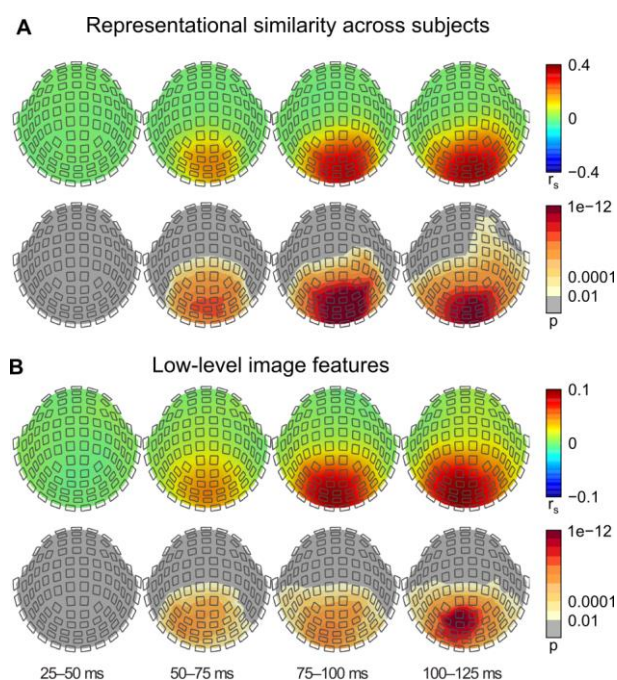 A Representational similarity across subjects
0.4
−0.4
rs
1e-12
0.0001
0.01
p
B Low-level image features
0.1
0
−0.1
rs
1e-12
0.0001
0.01
p
25–50 ms 50–75 ms 75–100 ms 100–125 ms